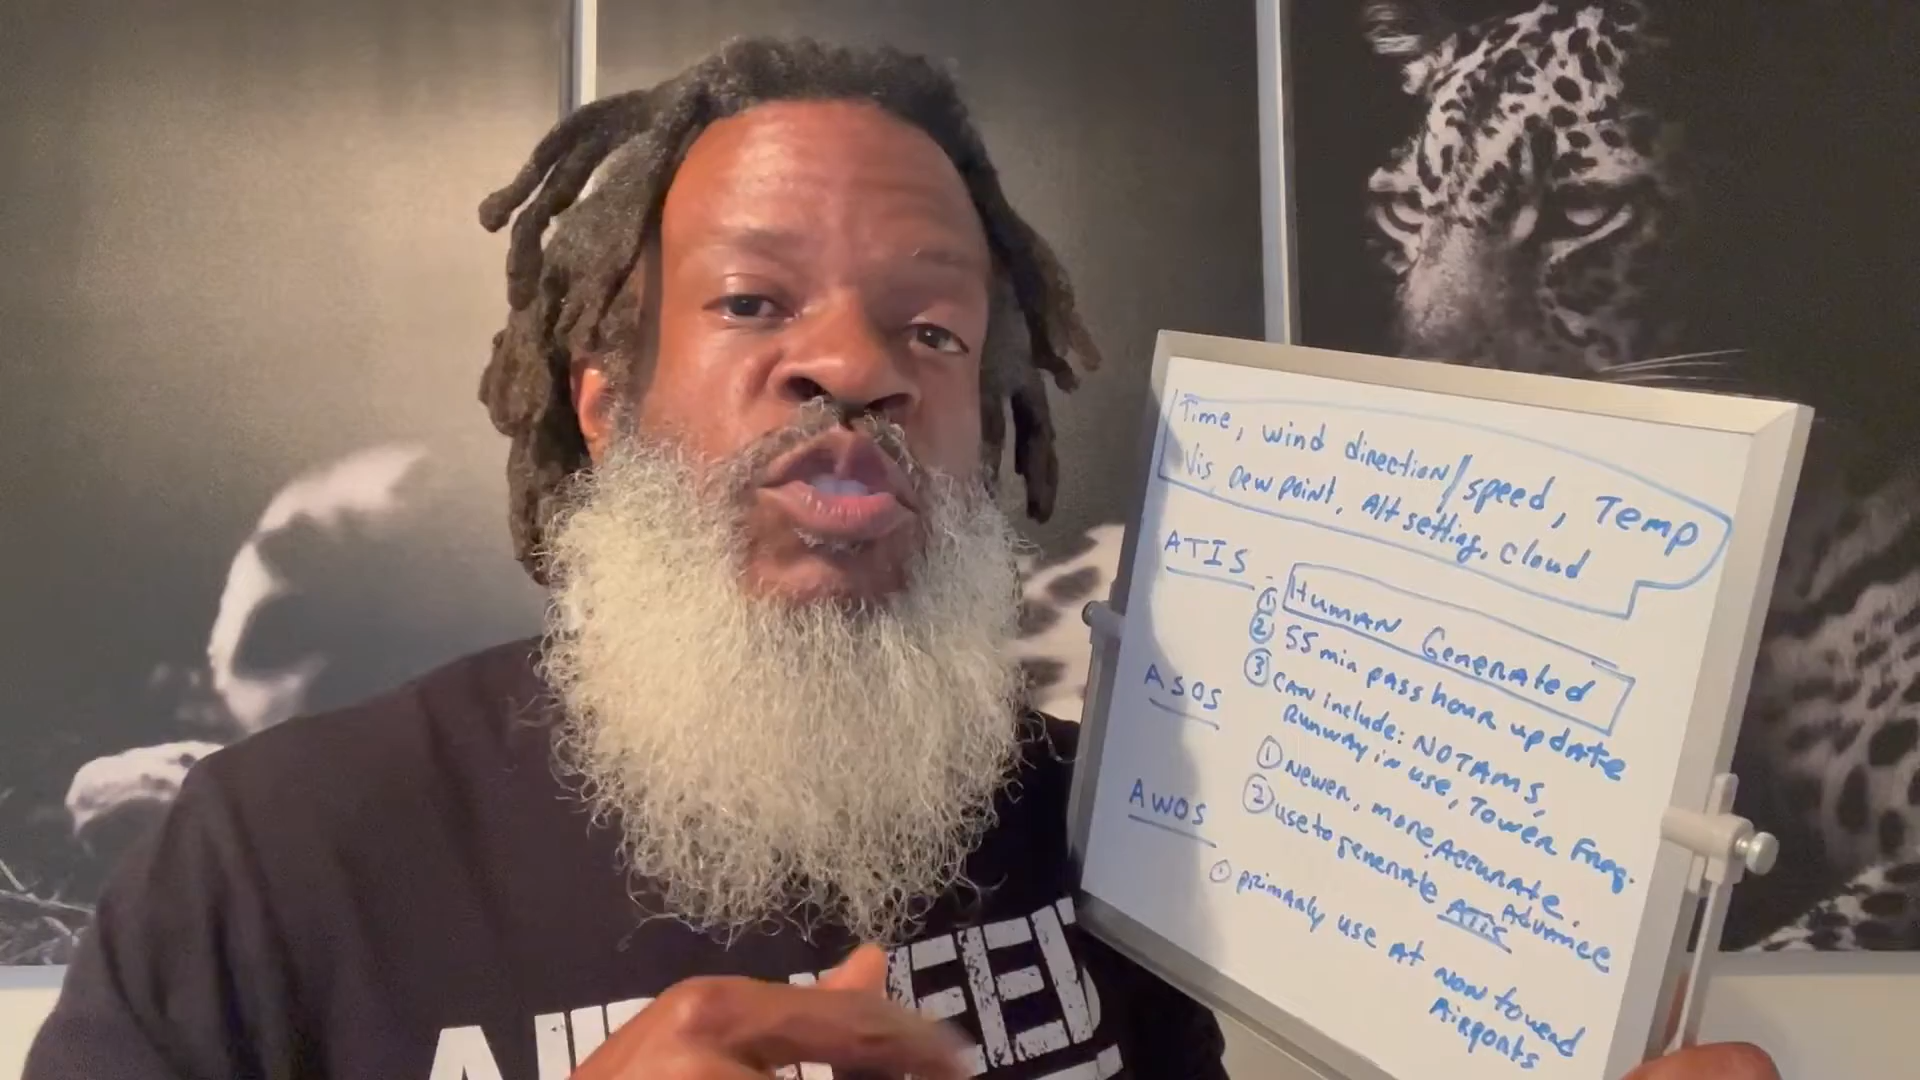 Time, wind direction/speed, Temp
Vis, Dew point, Alt setting, cloud
ATIS - ① Human Generated
② 55 min pass hour update
③ CAN include: NOTAMS,
Runway in use, Tower Freq.
ASOS
① Newer, more Accurate.
Advance
② use to generate ATIS
AWOS
① primarily use At NON towerd
Airports